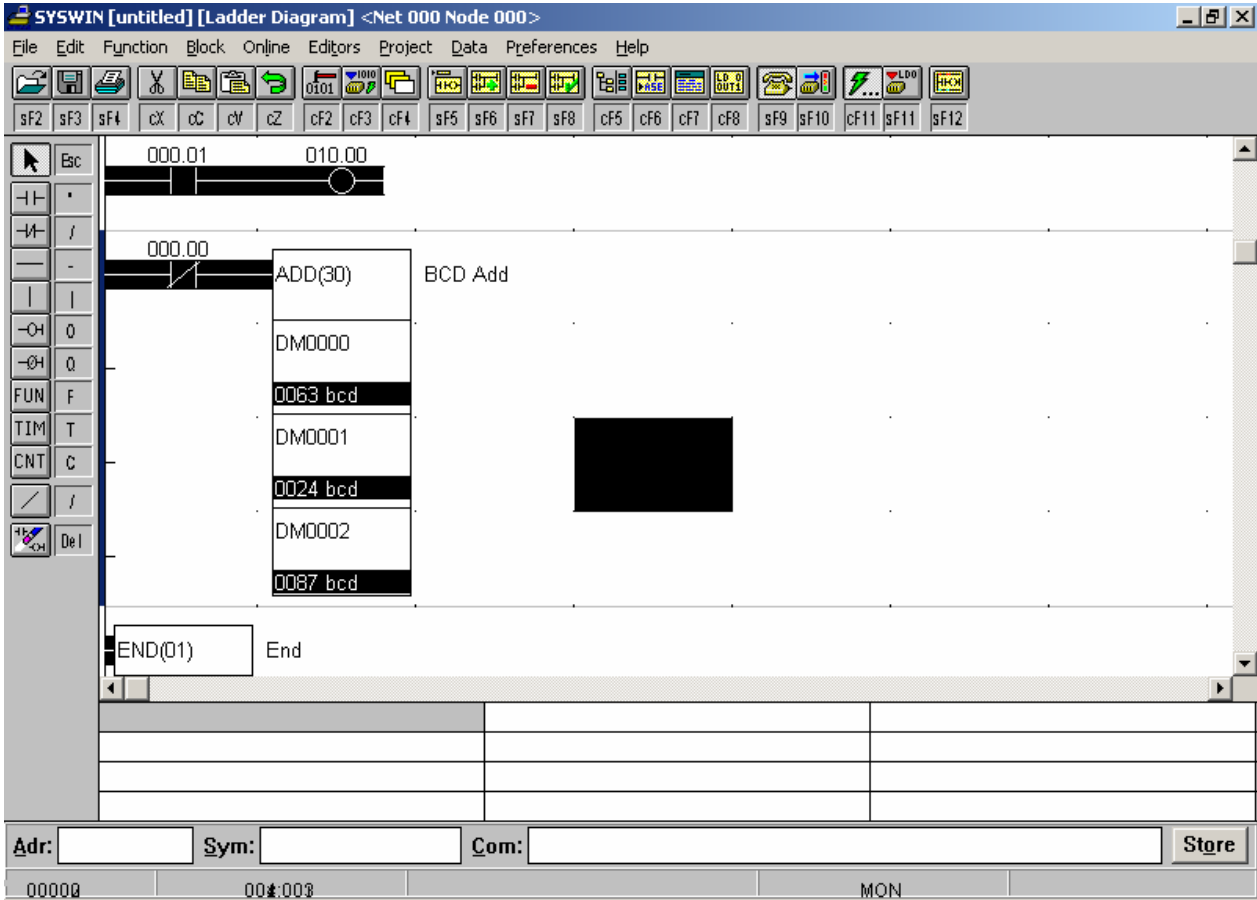 SYSWIN [untitled] [Ladder Diagram] <Net 000 Node 000>
File Edit Function Block Online Editors Project Data Preferences Help
sF2 sF3 sF4 cX cC cV cZ cF2 cF3 cF4 sF5 sF6 sF7 sF8 cF5 cF6 cF7 cF8 sF9 sF10 cF11 sF11 sF12
Esc
"
/
-
|
O
Q
FUN F
TIM T
CNT C
/
Del
000.01 010.00
000.00
ADD(30) BCD Add
DM0000
0063 bcd
DM0001
0024 bcd
DM0002
0087 bcd
END(01) End
Adr: Sym: Com: Store
MON